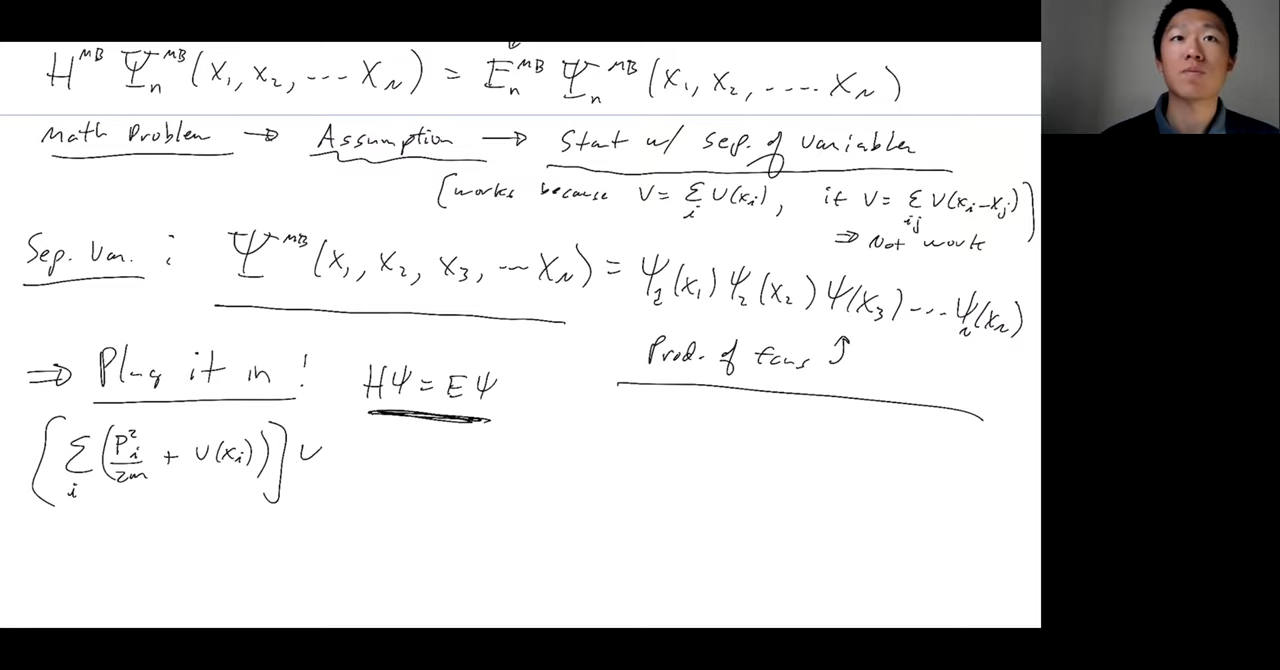 H^MB Ψ_n^MB (x₁, x₂, ... x_N) = E_n^MB Ψ_n^MB (x₁, x₂, .... x_N)
Math Problem → Assumption → Start w/ Sep. of variables
[works because V = Σ_i U(x_i), if V = Σ_ij V(x_i - x_j)
⇒ Not work]
Sep. Var. : Ψ^MB (x₁, x₂, x₃, ... x_N) = ψ₁(x₁) ψ₂(x₂) ψ(x₃) ... ψ_N(x_N)
Prod. of fcns ↑
⇒ Plug it in! Hψ = Eψ
[Σ_i (P_i²/2m + U(x_i))]